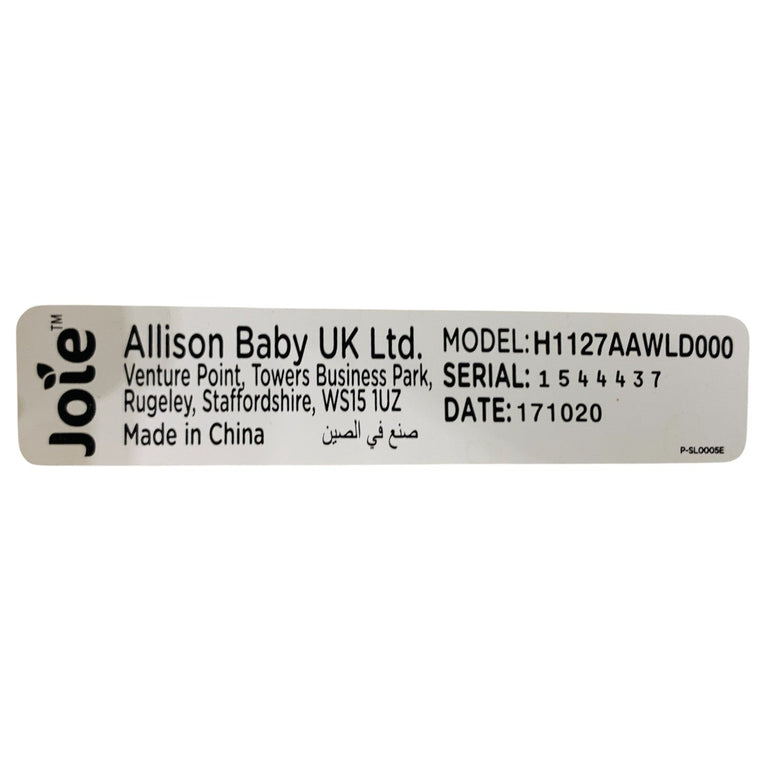 Joie™
Allison Baby UK Ltd.
Venture Point, Towers Business Park,
Rugeley, Staffordshire, WS15 1UZ
Made in China صنع في الصين
MODEL: H1127AAWLD000
SERIAL: 1544437
DATE: 171020
P-SL0005E